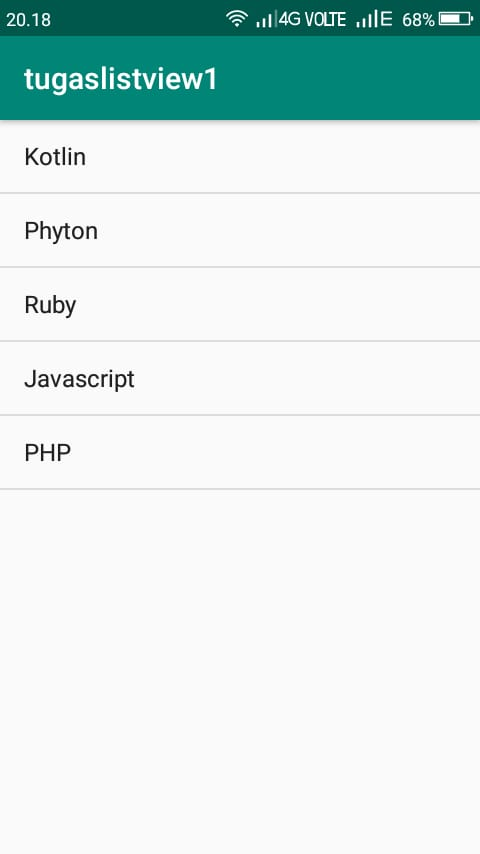 20.18 4G VOLTE E 68%
tugaslistview1
Kotlin
Phyton
Ruby
Javascript
PHP